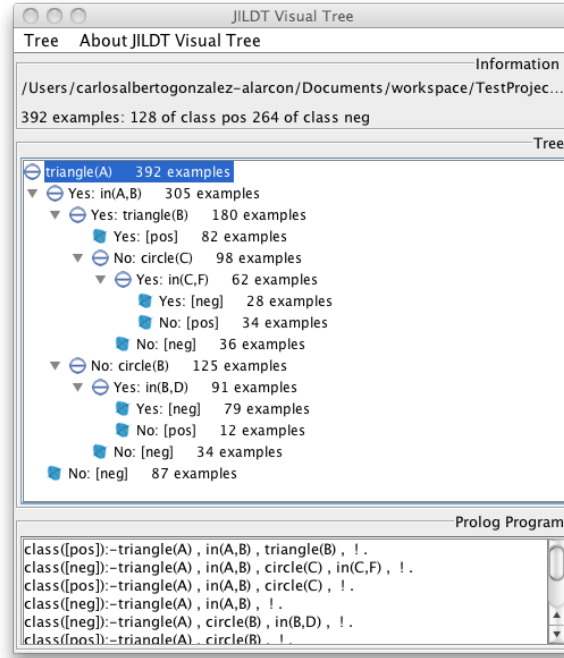 JILDT Visual Tree
Tree About JILDT Visual Tree
Information
/Users/carlosalbertogonzalez-alarcon/Documents/workspace/TestProjec...
392 examples: 128 of class pos 264 of class neg
Tree
triangle(A) 392 examples
Yes: in(A,B) 305 examples
Yes: triangle(B) 180 examples
Yes: [pos] 82 examples
No: circle(C) 98 examples
Yes: in(C,F) 62 examples
Yes: [neg] 28 examples
No: [pos] 34 examples
No: [neg] 36 examples
No: circle(B) 125 examples
Yes: in(B,D) 91 examples
Yes: [neg] 79 examples
No: [pos] 12 examples
No: [neg] 34 examples
No: [neg] 87 examples
Prolog Program
class([pos]):-triangle(A) , in(A,B) , triangle(B) , ! .
class([neg]):-triangle(A) , in(A,B) , circle(C) , in(C,F) , ! .
class([pos]):-triangle(A) , in(A,B) , circle(C) , ! .
class([neg]):-triangle(A) , in(A,B) , ! .
class([neg]):-triangle(A) , circle(B) , in(B,D) , ! .
class([pos]):-triangle(A) , circle(B) , ! .